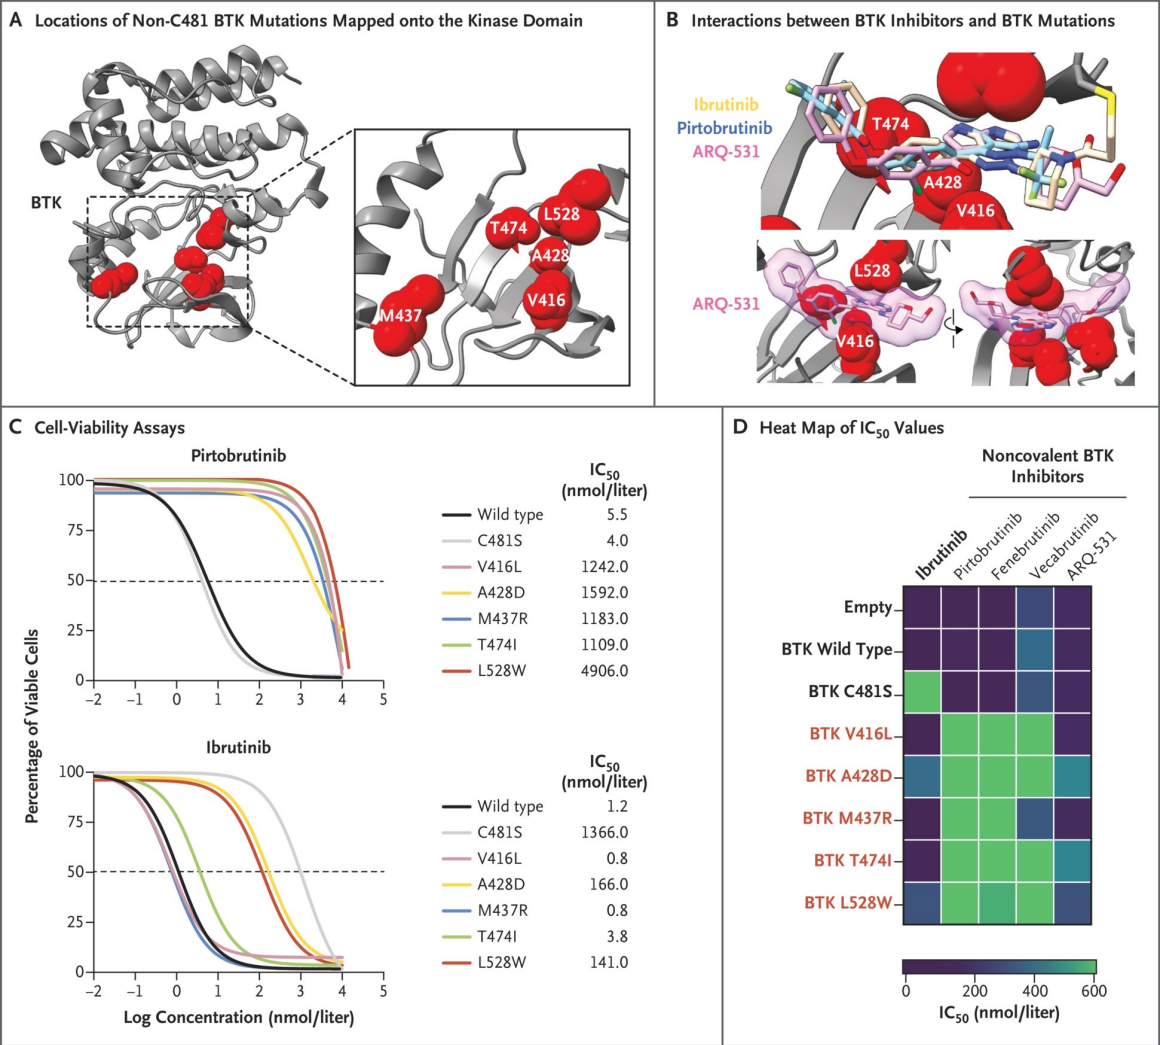 A Locations of Non-C481 BTK Mutations Mapped onto the Kinase Domain
BTK
T474
L528
A428
V416
M437
B Interactions between BTK Inhibitors and BTK Mutations
Ibrutinib
Pirtobrutinib
ARQ-531
T474
A428
V416
ARQ-531
L528
V416
C Cell-Viability Assays
Percentage of Viable Cells
Pirtobrutinib
100
75
50
25
0
−2 −1 0 1 2 3 4 5
IC50
(nmol/liter)
Wild type 5.5
C481S 4.0
V416L 1242.0
A428D 1592.0
M437R 1183.0
T474I 1109.0
L528W 4906.0
Ibrutinib
100
75
50
25
0
−2 −1 0 1 2 3 4 5
Log Concentration (nmol/liter)
IC50
(nmol/liter)
Wild type 1.2
C481S 1366.0
V416L 0.8
A428D 166.0
M437R 0.8
T474I 3.8
L528W 141.0
D Heat Map of IC50 Values
Noncovalent BTK
Inhibitors
Ibrutinib
Pirtobrutinib
Fenebrutinib
Vecabrutinib
ARQ-531
Empty
BTK Wild Type
BTK C481S
BTK V416L
BTK A428D
BTK M437R
BTK T474I
BTK L528W
0 200 400 600
IC50 (nmol/liter)